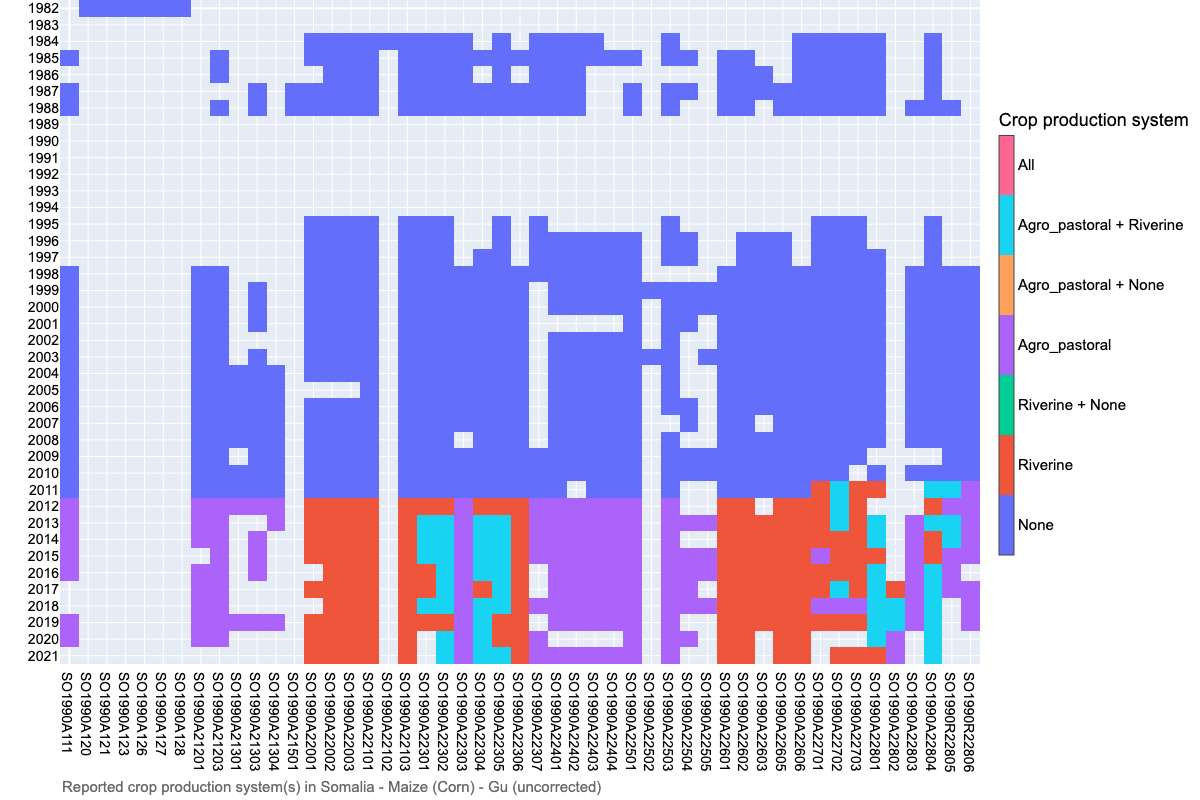 1982
1983
1984
1985
1986
1987
1988
1989
1990
1991
1992
1993
1994
1995
1996
1997
1998
1999
2000
2001
2002
2003
2004
2005
2006
2007
2008
2009
2010
2011
2012
2013
2014
2015
2016
2017
2018
2019
2020
2021
SO1990A111
SO1990A120
SO1990A121
SO1990A123
SO1990A126
SO1990A127
SO1990A128
SO1990A21201
SO1990A21203
SO1990A21301
SO1990A21303
SO1990A21304
SO1990A21501
SO1990A22001
SO1990A22002
SO1990A22003
SO1990A22101
SO1990A22102
SO1990A22103
SO1990A22301
SO1990A22302
SO1990A22303
SO1990A22304
SO1990A22305
SO1990A22306
SO1990A22307
SO1990A22401
SO1990A22402
SO1990A22403
SO1990A22404
SO1990A22501
SO1990A22502
SO1990A22503
SO1990A22504
SO1990A22505
SO1990A22601
SO1990A22602
SO1990A22603
SO1990A22605
SO1990A22606
SO1990A22701
SO1990A22702
SO1990A22703
SO1990A22801
SO1990A22802
SO1990A22803
SO1990A22804
SO1990R22805
SO1990R22806
Reported crop production system(s) in Somalia - Maize (Corn) - Gu (uncorrected)
Crop production system
All
Agro_pastoral + Riverine
Agro_pastoral + None
Agro_pastoral
Riverine + None
Riverine
None